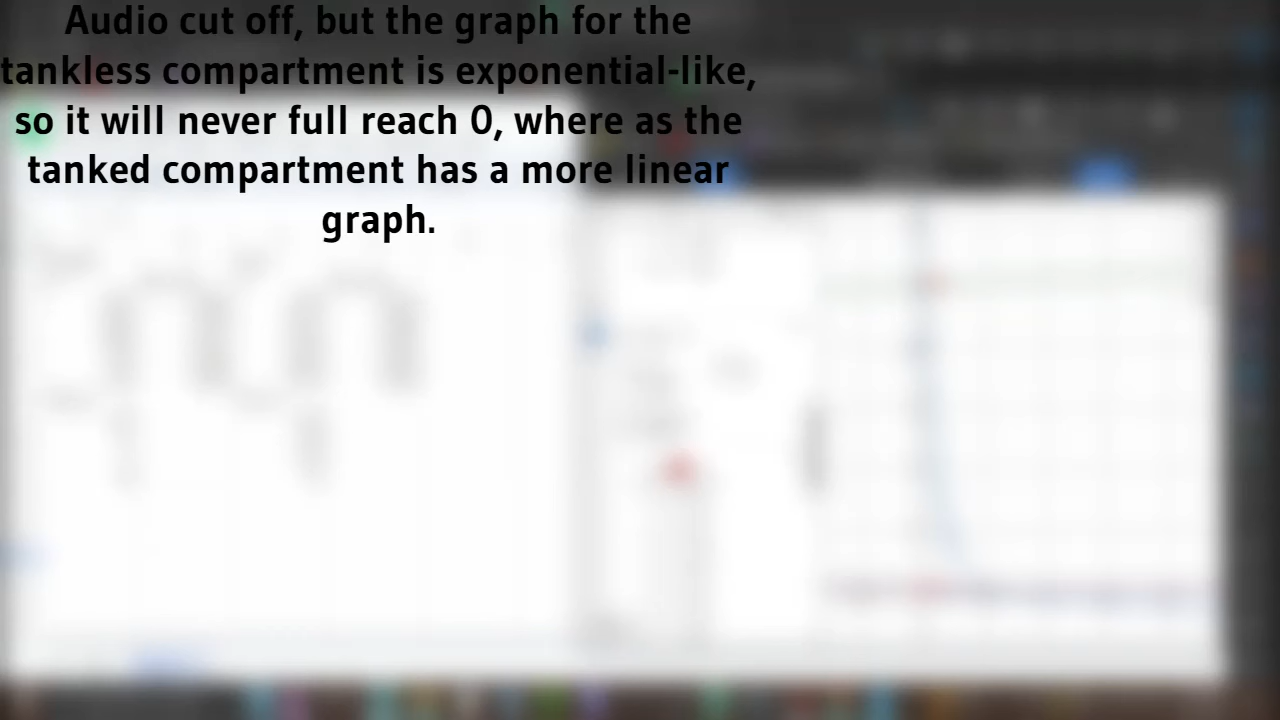 Audio cut off, but the graph for the
tankless compartment is exponential-like,
so it will never full reach 0, where as the
tanked compartment has a more linear
graph.